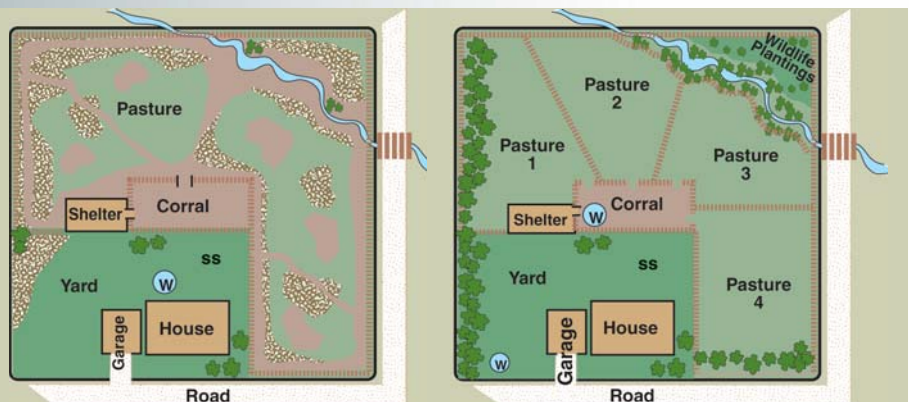 Pasture
Shelter
Corral
Yard
ss
W
Garage
House
Road
Wildlife
Plantings
Pasture
2
Pasture
1
Pasture
3
Shelter
W
Corral
Yard
ss
Pasture
4
Garage
House
W
Road